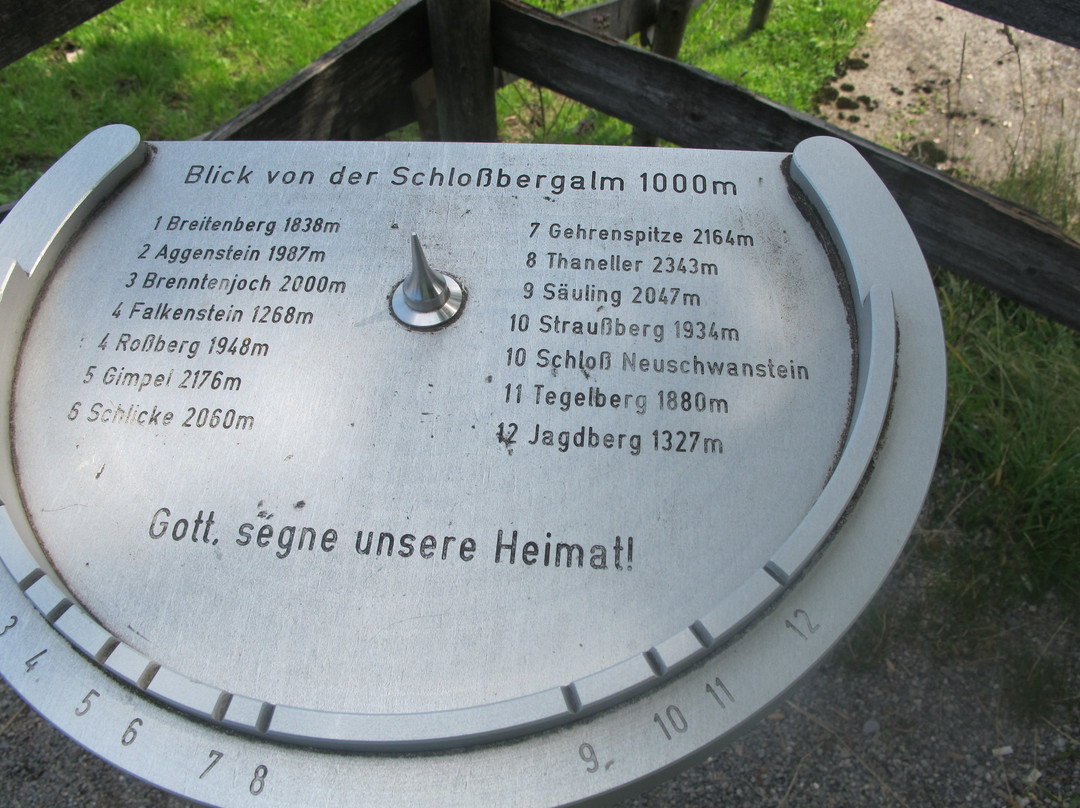 Blick von der Schloßbergalm 1000m
1 Breitenberg 1838m
2 Aggenstein 1987m
3 Brenntenjoch 2000m
4 Falkenstein 1268m
4 Roßberg 1948m
5 Gimpel 2176m
6 Schlicke 2060m
7 Gehrenspitze 2164m
8 Thaneller 2343m
9 Säuling 2047m
10 Straußberg 1934m
10 Schloß Neuschwanstein
11 Tegelberg 1880m
12 Jagdberg 1327m
Gott, segne unsere Heimat!
3 4 5 6 7 8 9 10 11 12